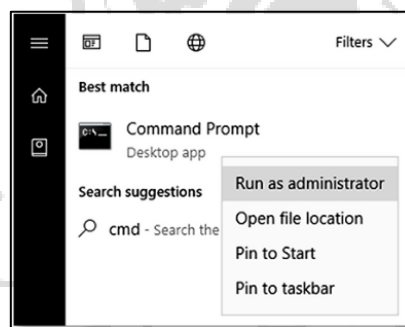 Filters
Best match
Command Prompt
Desktop app
Search suggestions
cmd - Search the
Run as administrator
Open file location
Pin to Start
Pin to taskbar